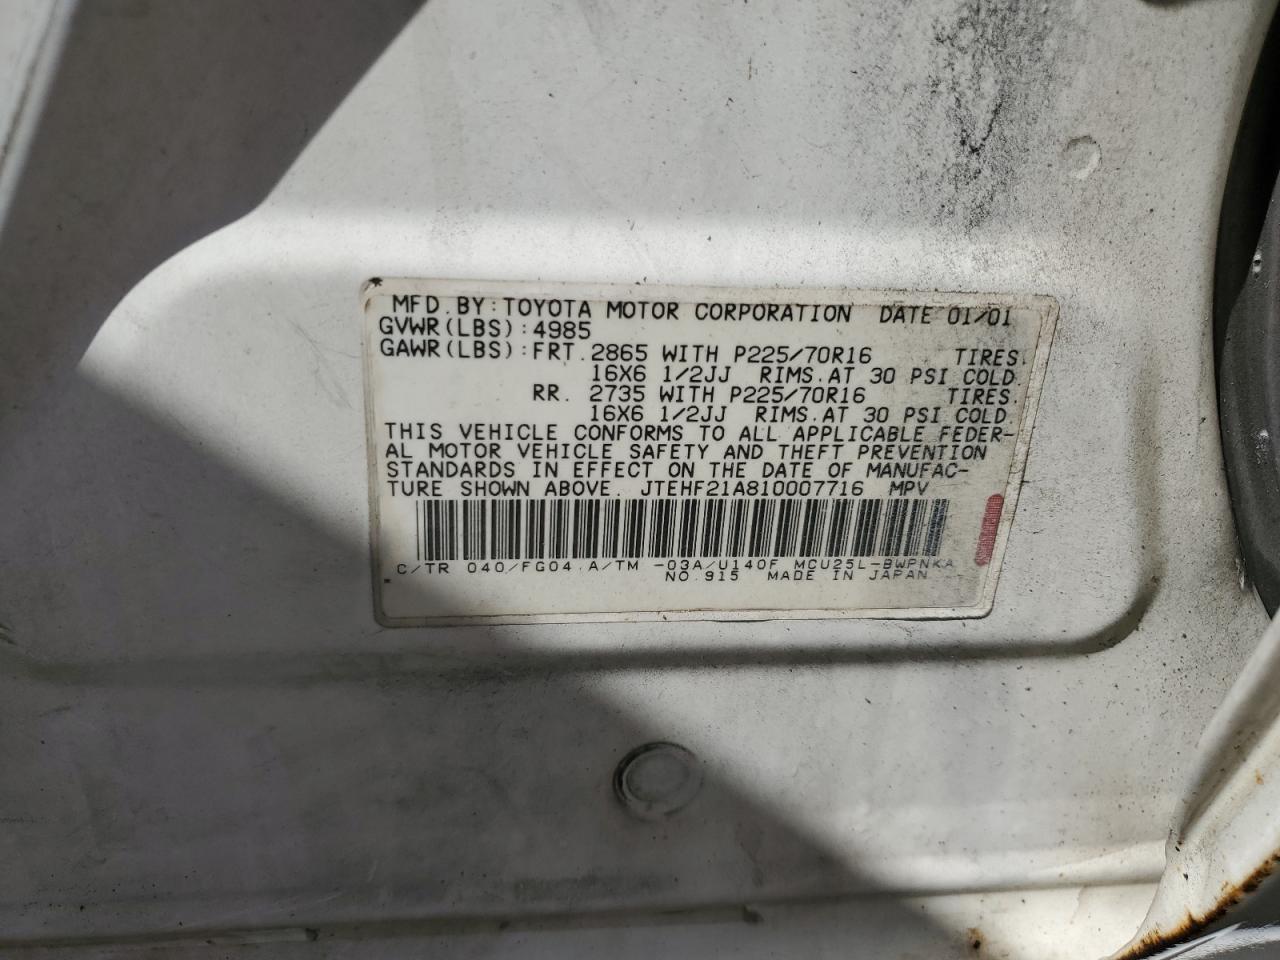 MFD. BY: TOYOTA MOTOR CORPORATION DATE 01/01
GVWR(LBS): 4985
GAWR(LBS): FRT. 2865 WITH P225/70R16 TIRES.
16X6 1/2JJ RIMS. AT 30 PSI COLD.
RR. 2735 WITH P225/70R16 TIRES.
16X6 1/2JJ RIMS. AT 30 PSI COLD.
THIS VEHICLE CONFORMS TO ALL APPLICABLE FEDER-
AL MOTOR VEHICLE SAFETY AND THEFT PREVENTION
STANDARDS IN EFFECT ON THE DATE OF MANUFAC-
TURE SHOWN ABOVE. JTEHF21A810007716 MPV
C/TR 040/FG04. A/TM -03A/U140F MCU25L-BWPNKA
NO. 915 MADE IN JAPAN